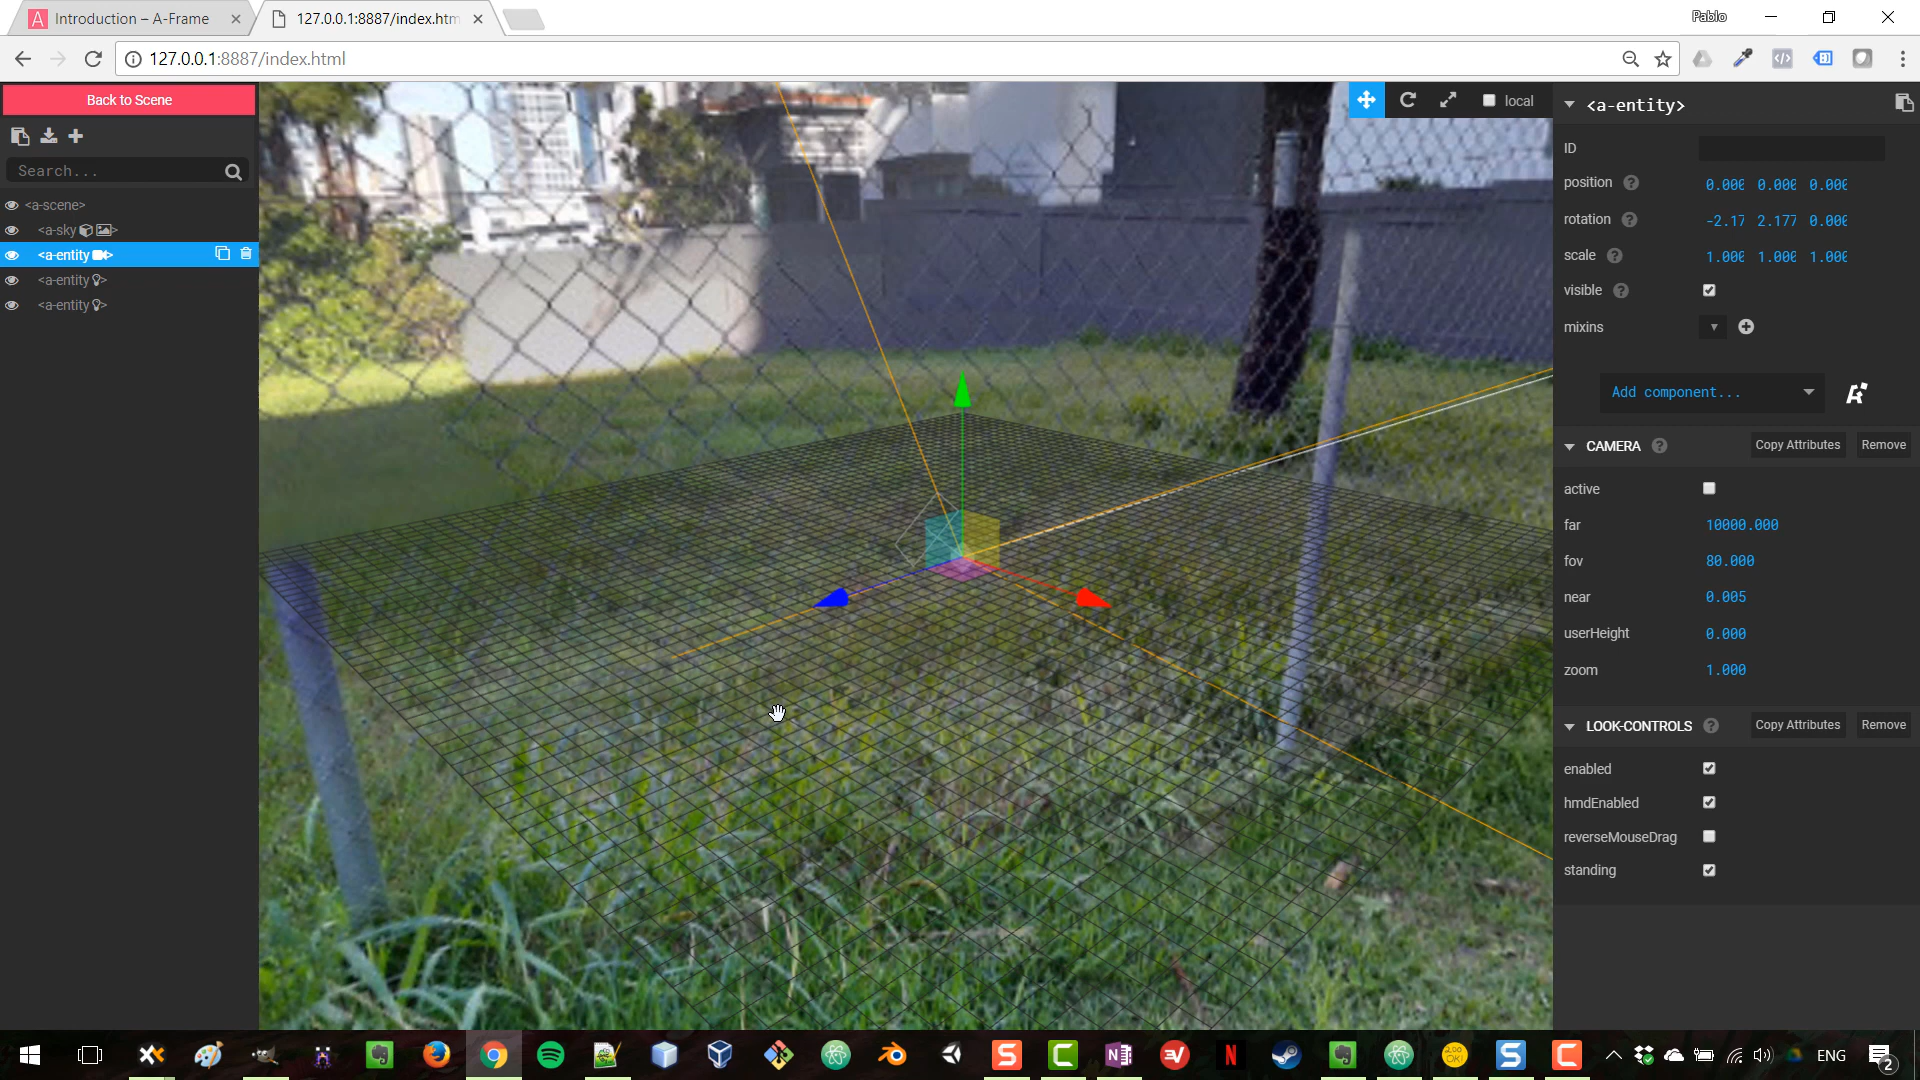 Introduction – A-Frame
127.0.0.1:8887/index.htm
Pablo
127.0.0.1:8887/index.html
Back to Scene
Search...
<a-scene>
<a-sky >
<a-entity >
<a-entity >
<a-entity >
local
<a-entity>
ID
position 0.000 0.000 0.000
rotation -2.17 2.177 0.000
scale 1.000 1.000 1.000
visible
mixins
Add component...
CAMERA Copy Attributes Remove
active
far 10000.000
fov 80.000
near 0.005
userHeight 0.000
zoom 1.000
LOOK-CONTROLS Copy Attributes Remove
enabled
hmdEnabled
reverseMouseDrag
standing
ENG
2